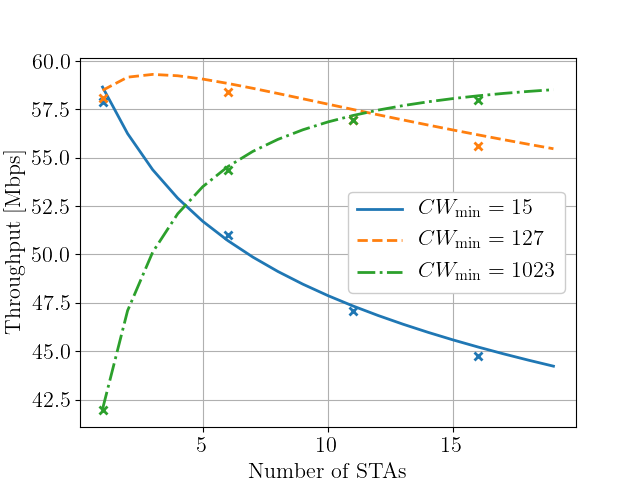 60.0
57.5
55.0
52.5
50.0
47.5
45.0
42.5
Throughput [Mbps]
CW_min = 15
CW_min = 127
CW_min = 1023
5 10 15
Number of STAs